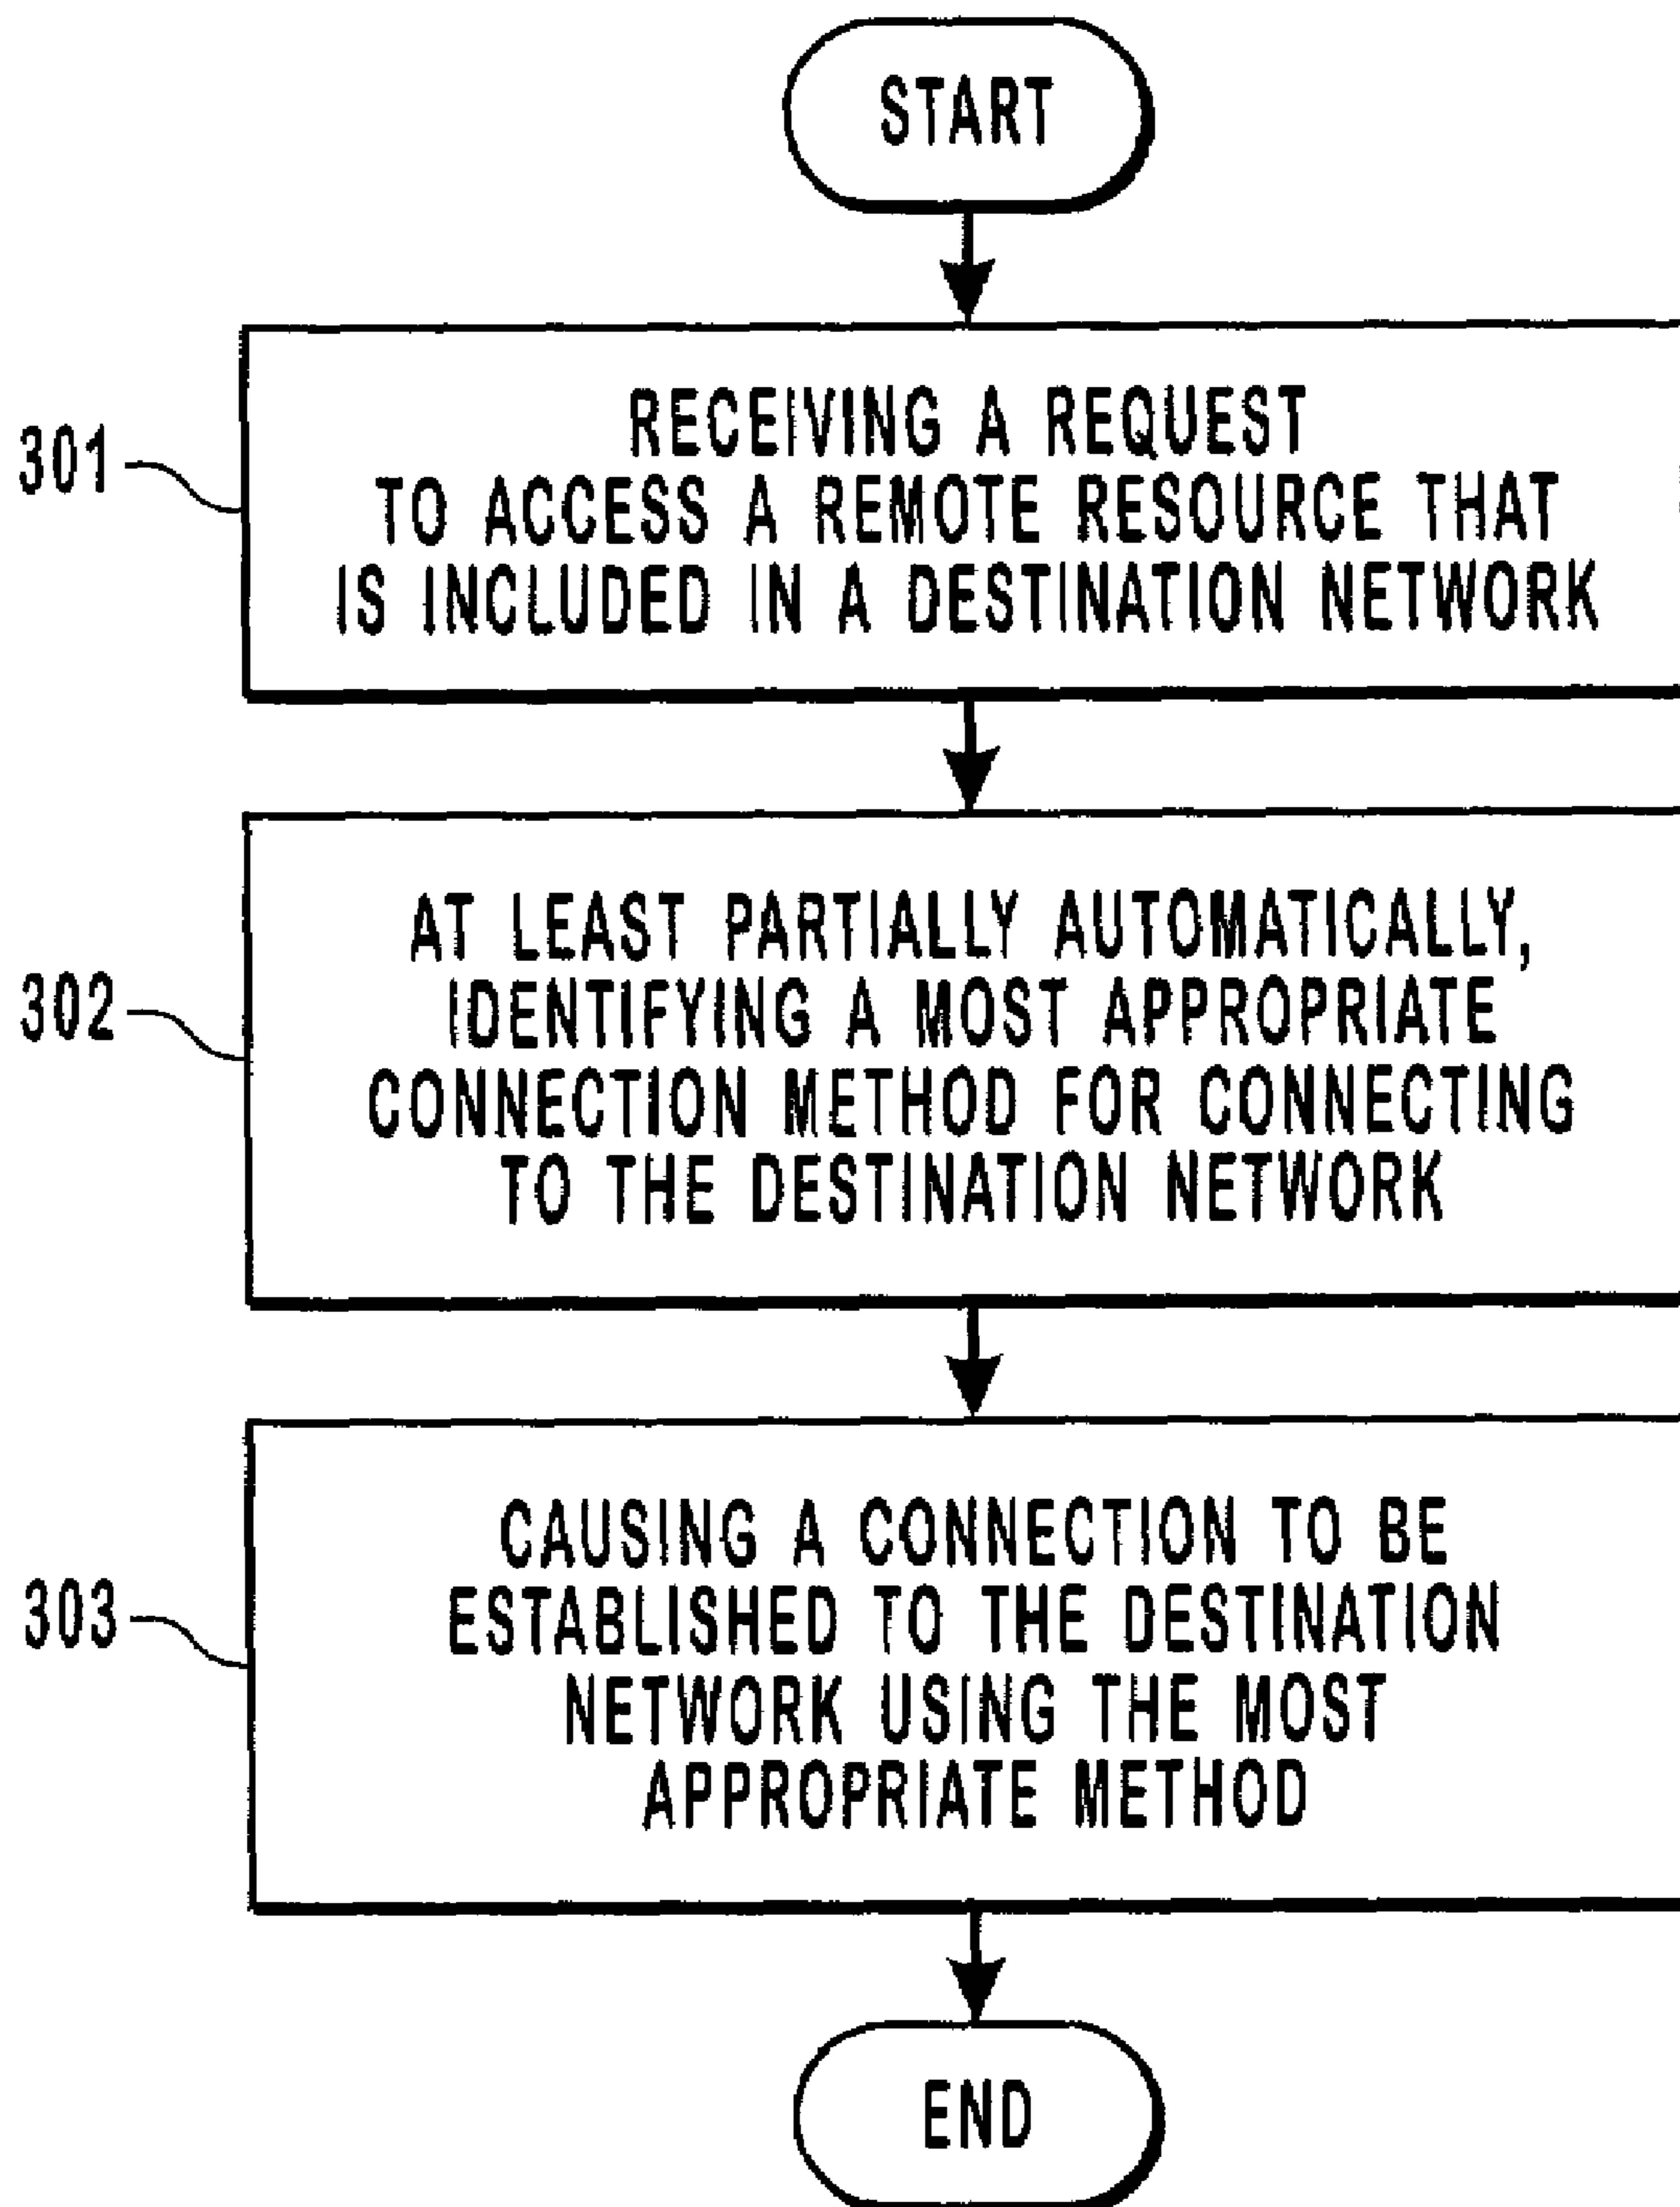 START
301
RECEIVING A REQUEST
TO ACCESS A REMOTE RESOURCE THAT
IS INCLUDED IN A DESTINATION NETWORK
302
AT LEAST PARTIALLY AUTOMATICALLY,
IDENTIFYING A MOST APPROPRIATE
CONNECTION METHOD FOR CONNECTING
TO THE DESTINATION NETWORK
303
CAUSING A CONNECTION TO BE
ESTABLISHED TO THE DESTINATION
NETWORK USING THE MOST
APPROPRIATE METHOD
END